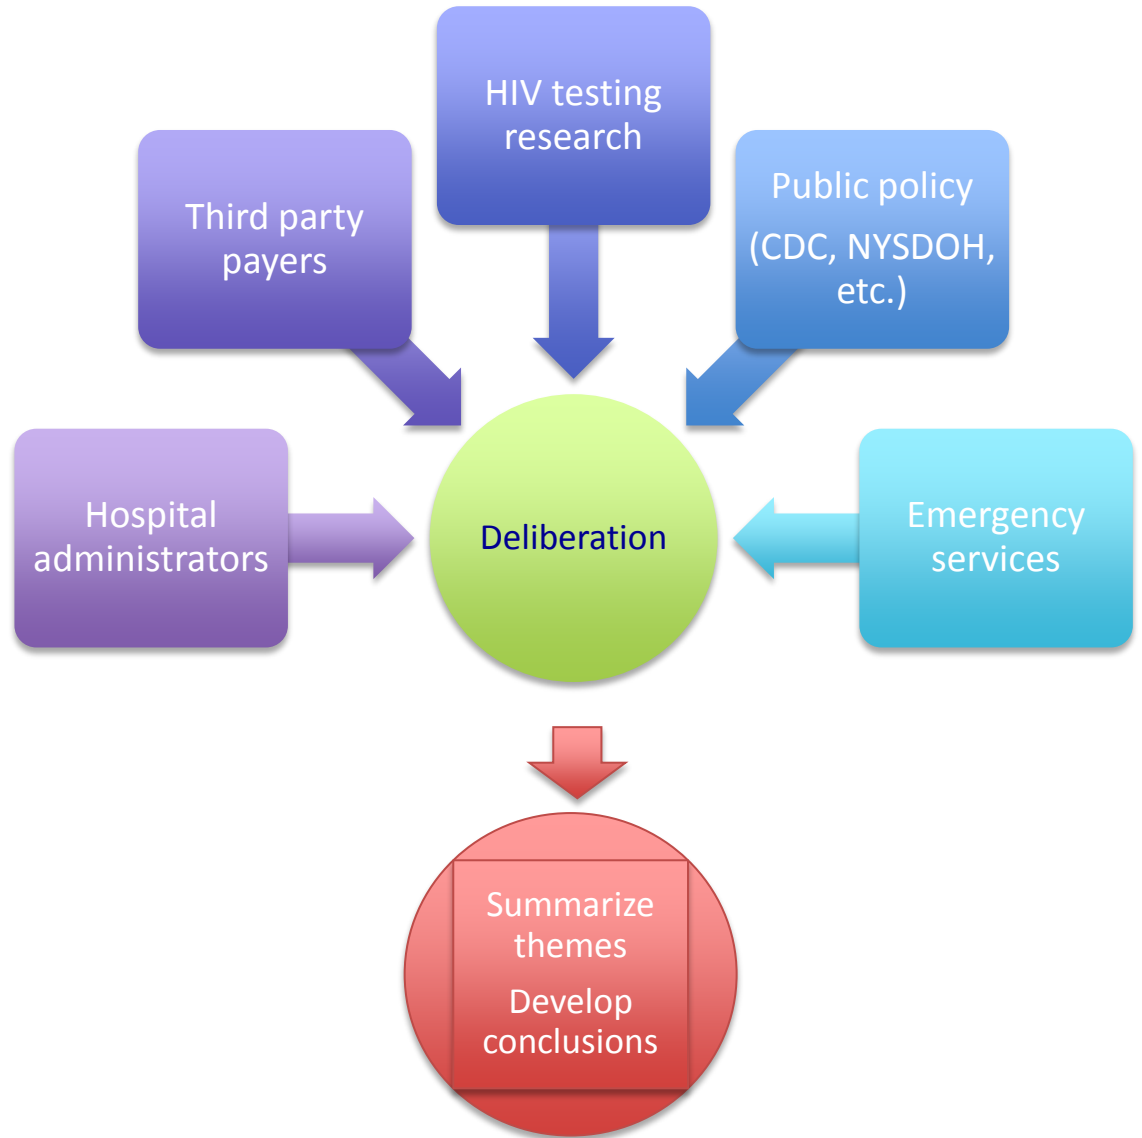 HIV testing
research
Third party
payers
Public policy
(CDC, NYSDOH,
etc.)
Hospital
administrators
Deliberation
Emergency
services
Summarize
themes
Develop
conclusions